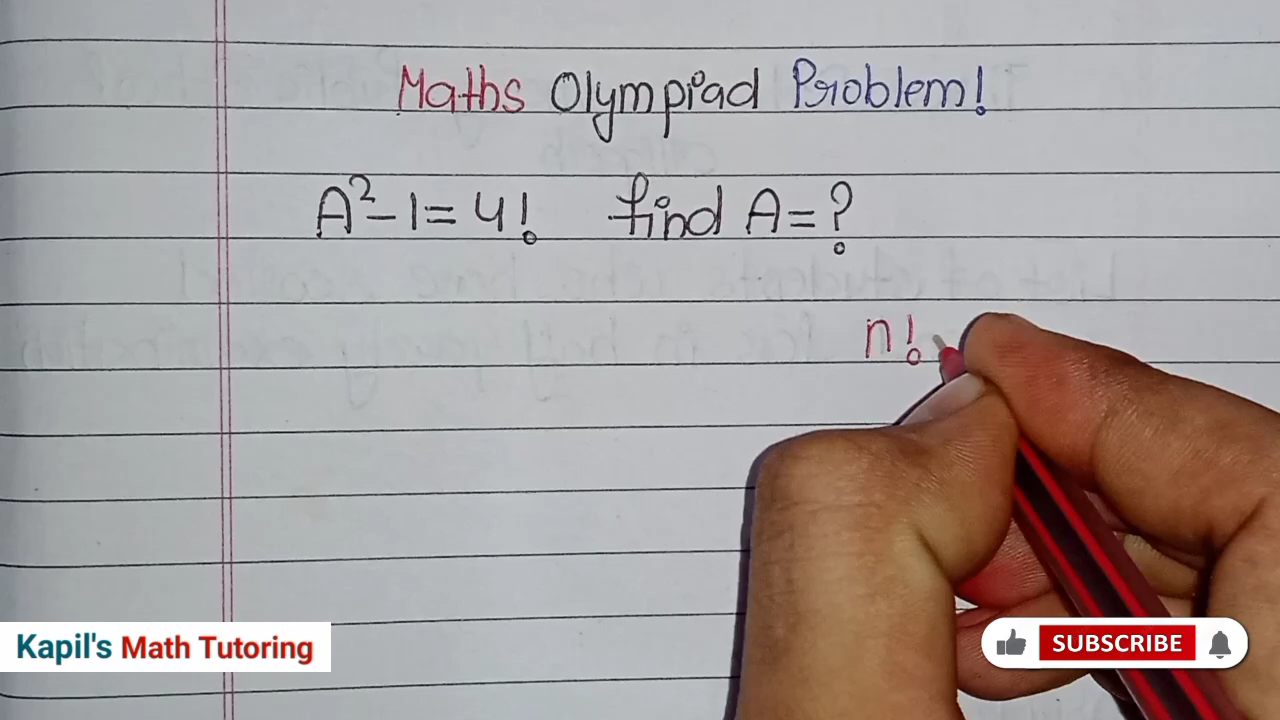 Maths Olympiad Problem!
A²-1=4! find A=?
n!
Kapil's Math Tutoring
SUBSCRIBE